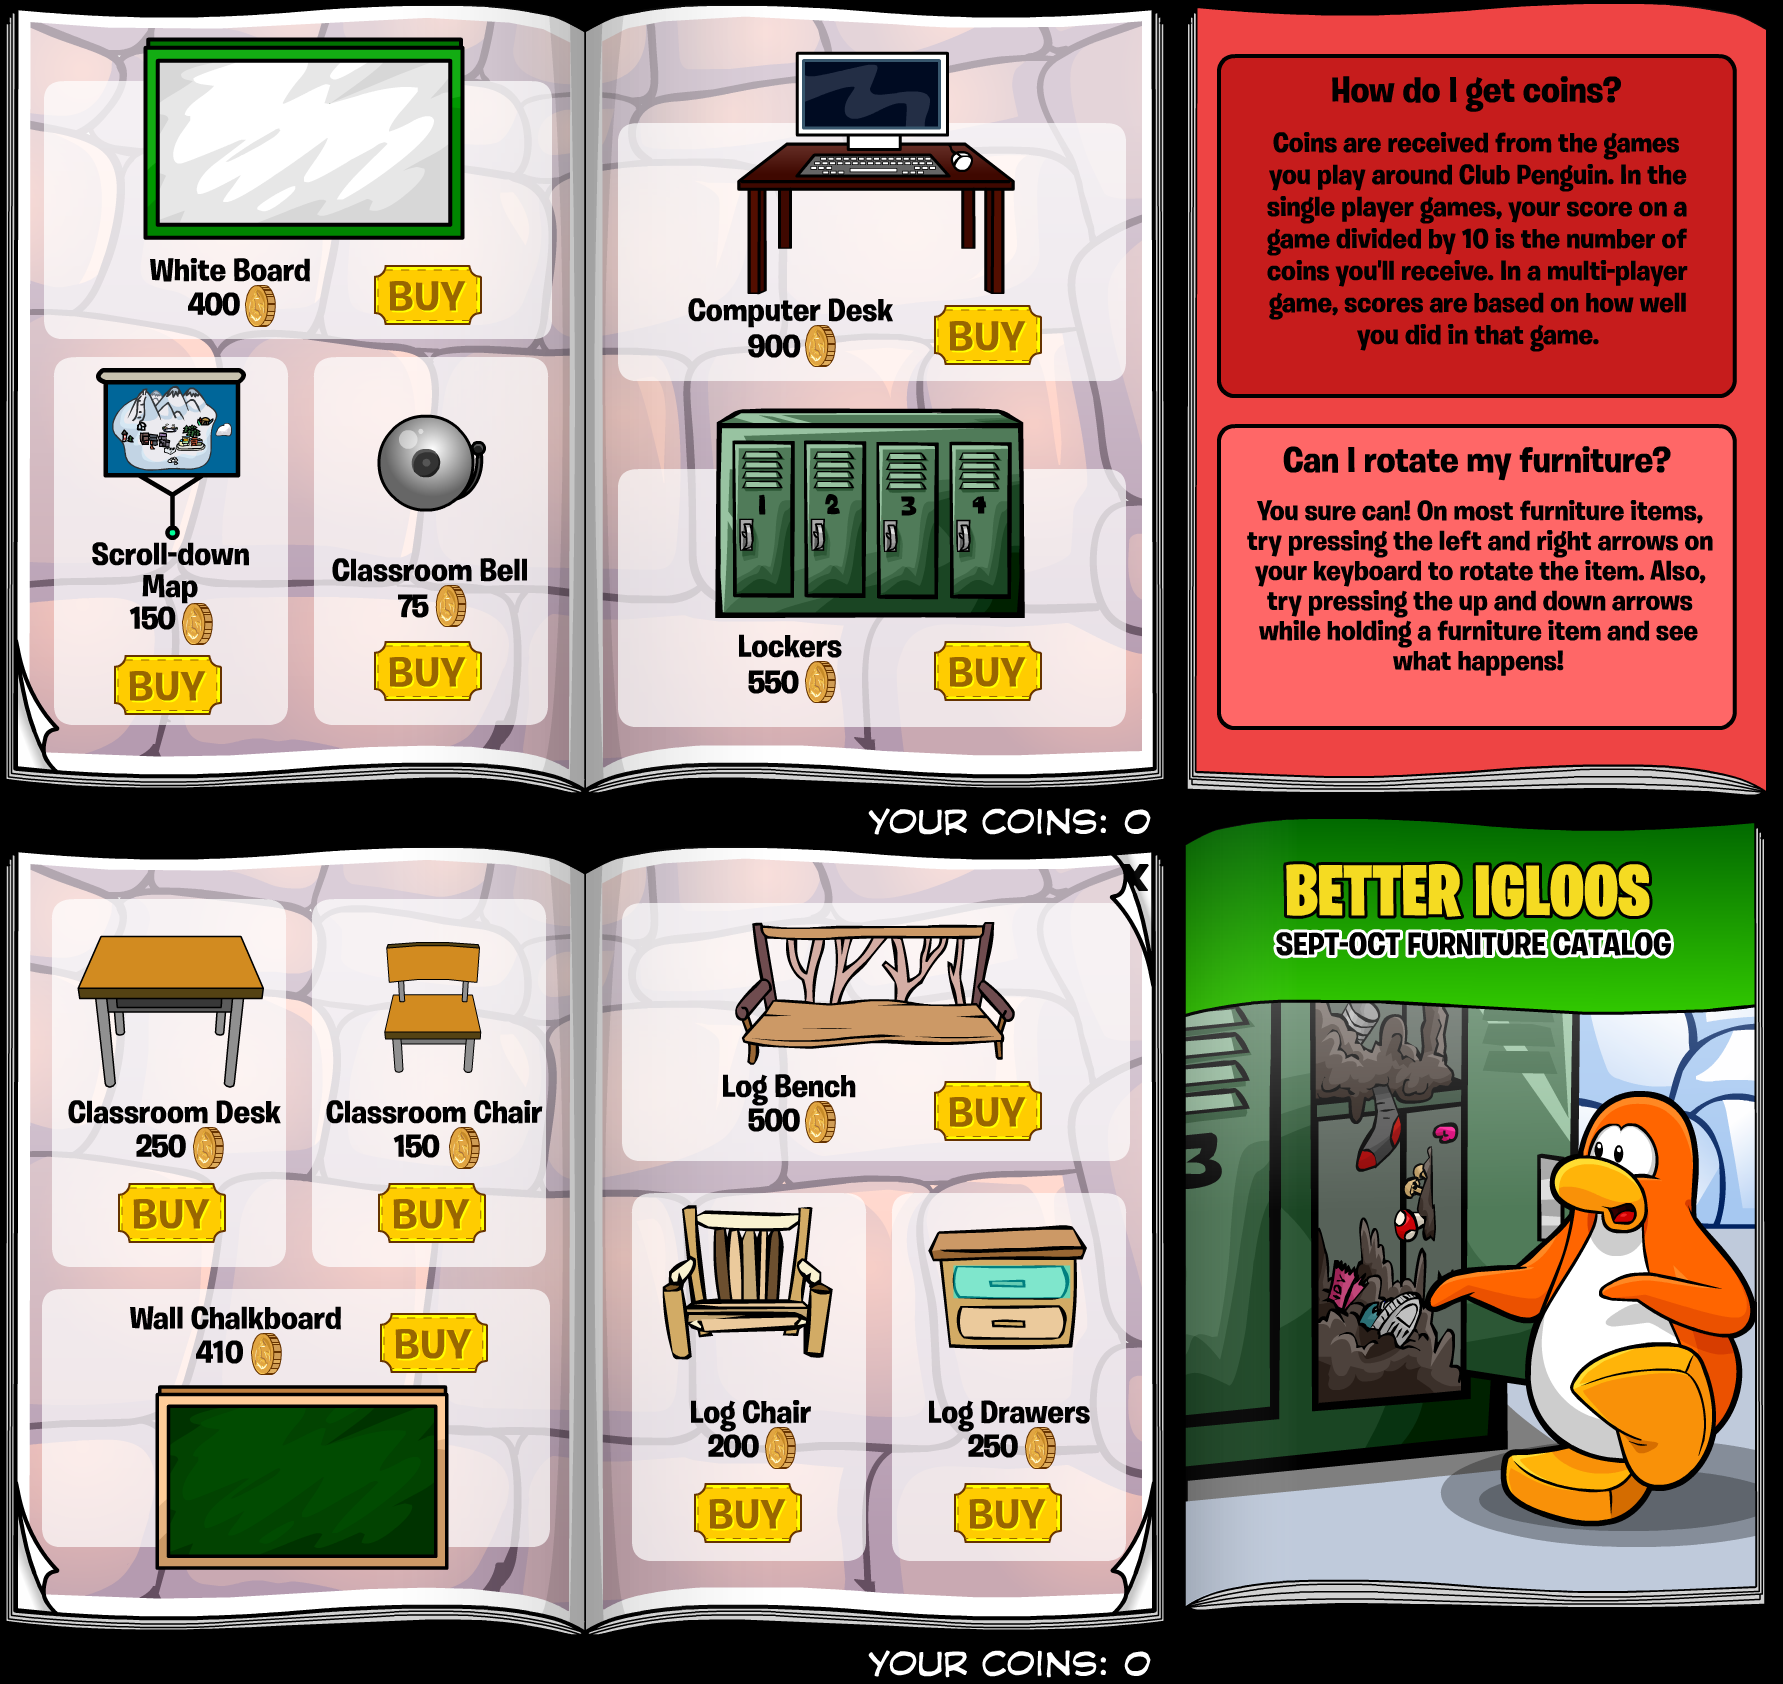 White Board
400
BUY
Scroll-down
Map
150
BUY
Classroom Bell
75
BUY
Computer Desk
900
BUY
1
2
3
4
Lockers
550
BUY
YOUR COINS: 0
How do I get coins?
Coins are received from the games
you play around Club Penguin. In the
single player games, your score on a
game divided by 10 is the number of
coins you'll receive. In a multi-player
game, scores are based on how well
you did in that game.
Can I rotate my furniture?
You sure can! On most furniture items,
try pressing the left and right arrows on
your keyboard to rotate the item. Also,
try pressing the up and down arrows
while holding a furniture item and see
what happens!
Classroom Desk
250
BUY
Classroom Chair
150
BUY
Wall Chalkboard
410
BUY
X
Log Bench
500
BUY
Log Chair
200
BUY
Log Drawers
250
BUY
YOUR COINS: 0
BETTER IGLOOS
SEPT-OCT FURNITURE CATALOG
3